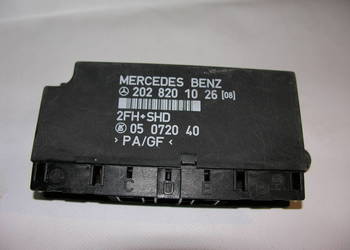 MERCEDES BENZ
202 820 10 26 [08]
2FH+SHD
05 0720 40
> PA/GF <
C D E